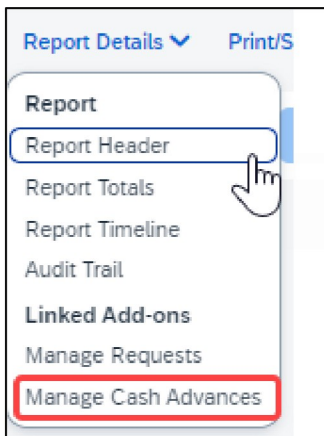 Report Details Print/S
Report
Report Header
Report Totals
Report Timeline
Audit Trail
Linked Add-ons
Manage Requests
Manage Cash Advances